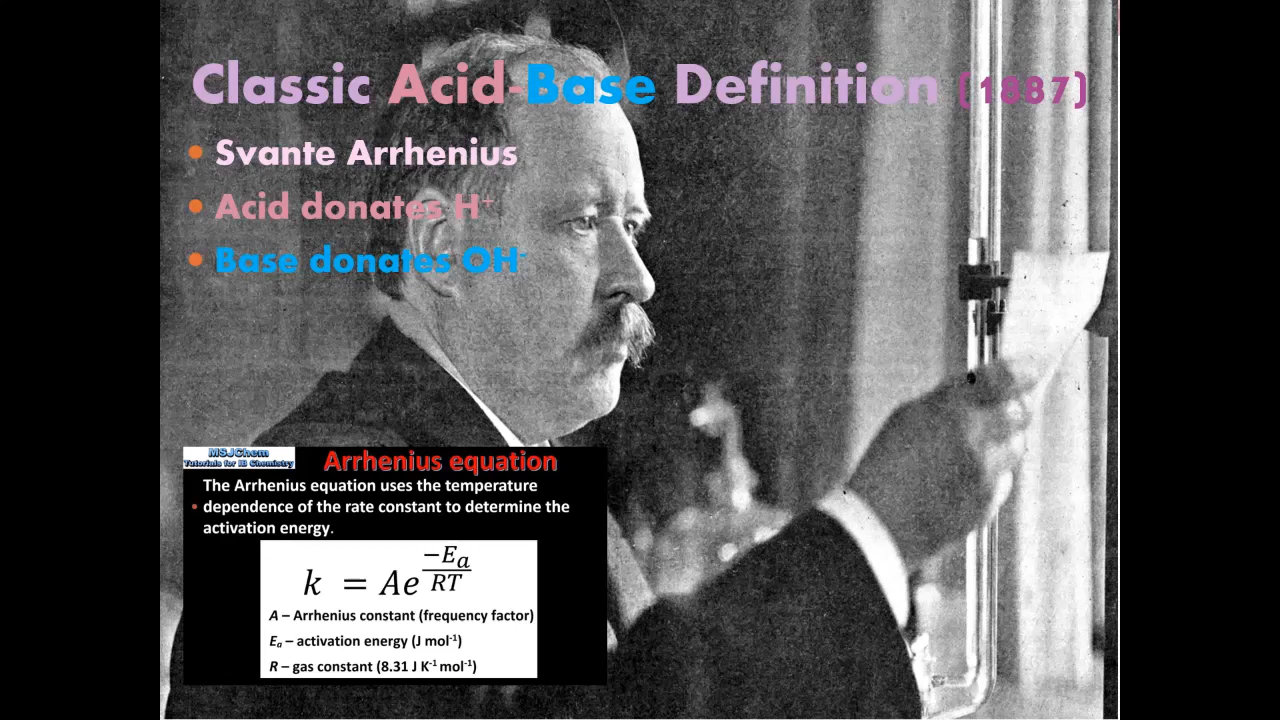 Classic Acid-Base Definition (1887)
• Svante Arrhenius
• Acid donates H⁺
• Base donates OH⁻
MSJChem
Tutorials for IB Chemistry
Arrhenius equation
The Arrhenius equation uses the temperature
• dependence of the rate constant to determine the
activation energy.
k = Ae^(−Eₐ/RT)
A – Arrhenius constant (frequency factor)
Eₐ – activation energy (J mol⁻¹)
R – gas constant (8.31 J K⁻¹ mol⁻¹)